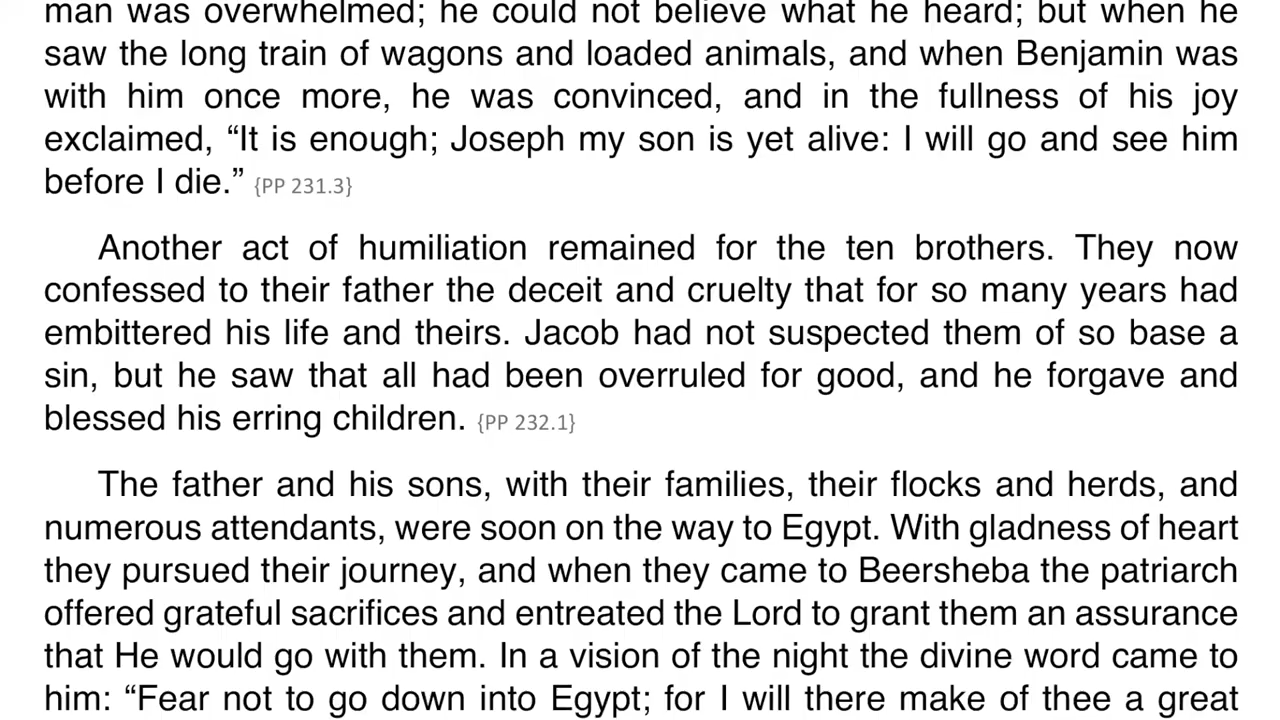 man was overwhelmed; he could not believe what he heard; but when he
saw the long train of wagons and loaded animals, and when Benjamin was
with him once more, he was convinced, and in the fullness of his joy
exclaimed, “It is enough; Joseph my son is yet alive: I will go and see him
before I die.” {PP 231.3}
Another act of humiliation remained for the ten brothers. They now
confessed to their father the deceit and cruelty that for so many years had
embittered his life and theirs. Jacob had not suspected them of so base a
sin, but he saw that all had been overruled for good, and he forgave and
blessed his erring children. {PP 232.1}
The father and his sons, with their families, their flocks and herds, and
numerous attendants, were soon on the way to Egypt. With gladness of heart
they pursued their journey, and when they came to Beersheba the patriarch
offered grateful sacrifices and entreated the Lord to grant them an assurance
that He would go with them. In a vision of the night the divine word came to
him: “Fear not to go down into Egypt; for I will there make of thee a great